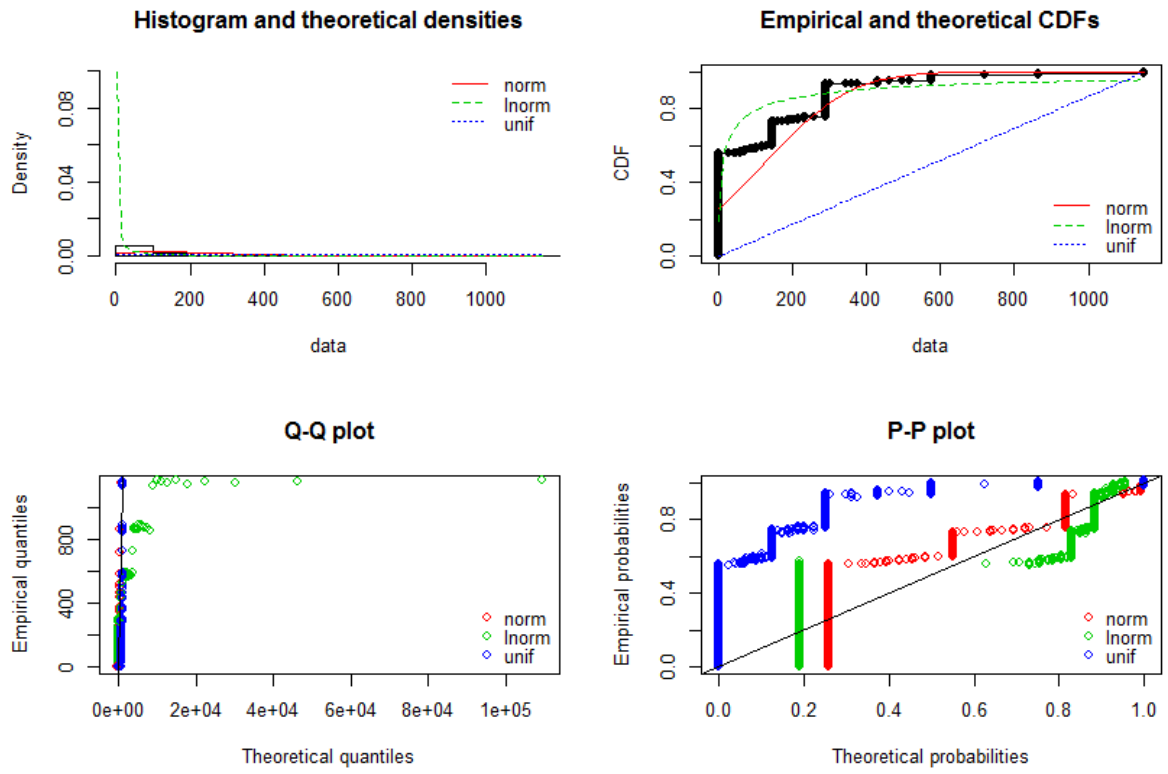 Histogram and theoretical densities
Density
0.00 0.04 0.08
norm
lnorm
unif
0 200 400 600 800 1000
data
Empirical and theoretical CDFs
CDF
0.0 0.4 0.8
norm
lnorm
unif
0 200 400 600 800 1000
data
Q-Q plot
Empirical quantiles
0 400 800
norm
lnorm
unif
0e+00 2e+04 4e+04 6e+04 8e+04 1e+05
Theoretical quantiles
P-P plot
Empirical probabilities
0.0 0.4 0.8
norm
lnorm
unif
0.0 0.2 0.4 0.6 0.8 1.0
Theoretical probabilities